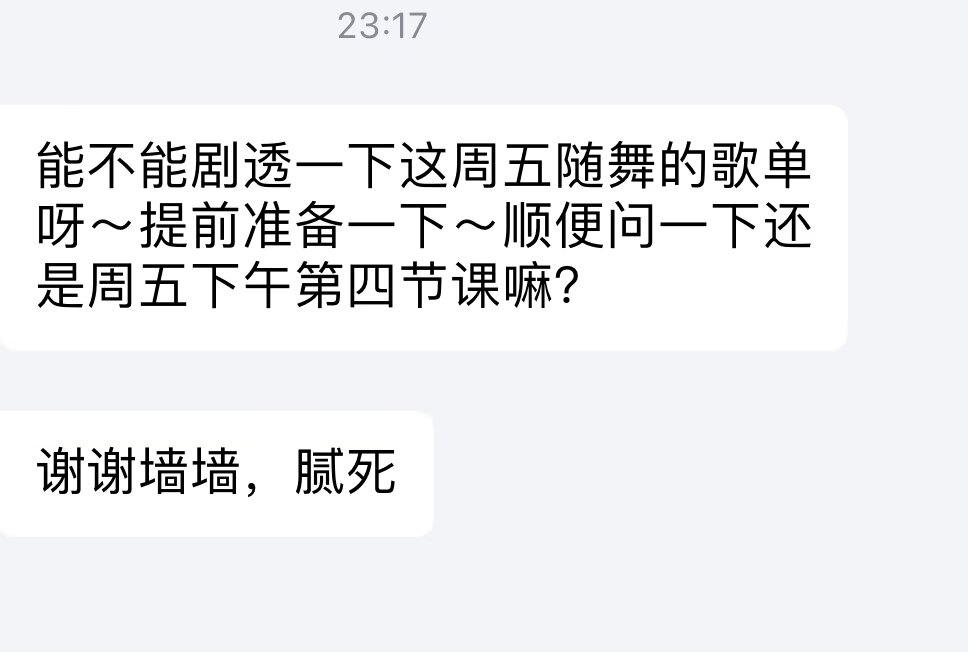 23:17
能不能剧透一下这周五随舞的歌单
呀～提前准备一下～顺便问一下还
是周五下午第四节课嘛？
谢谢墙墙，腻死